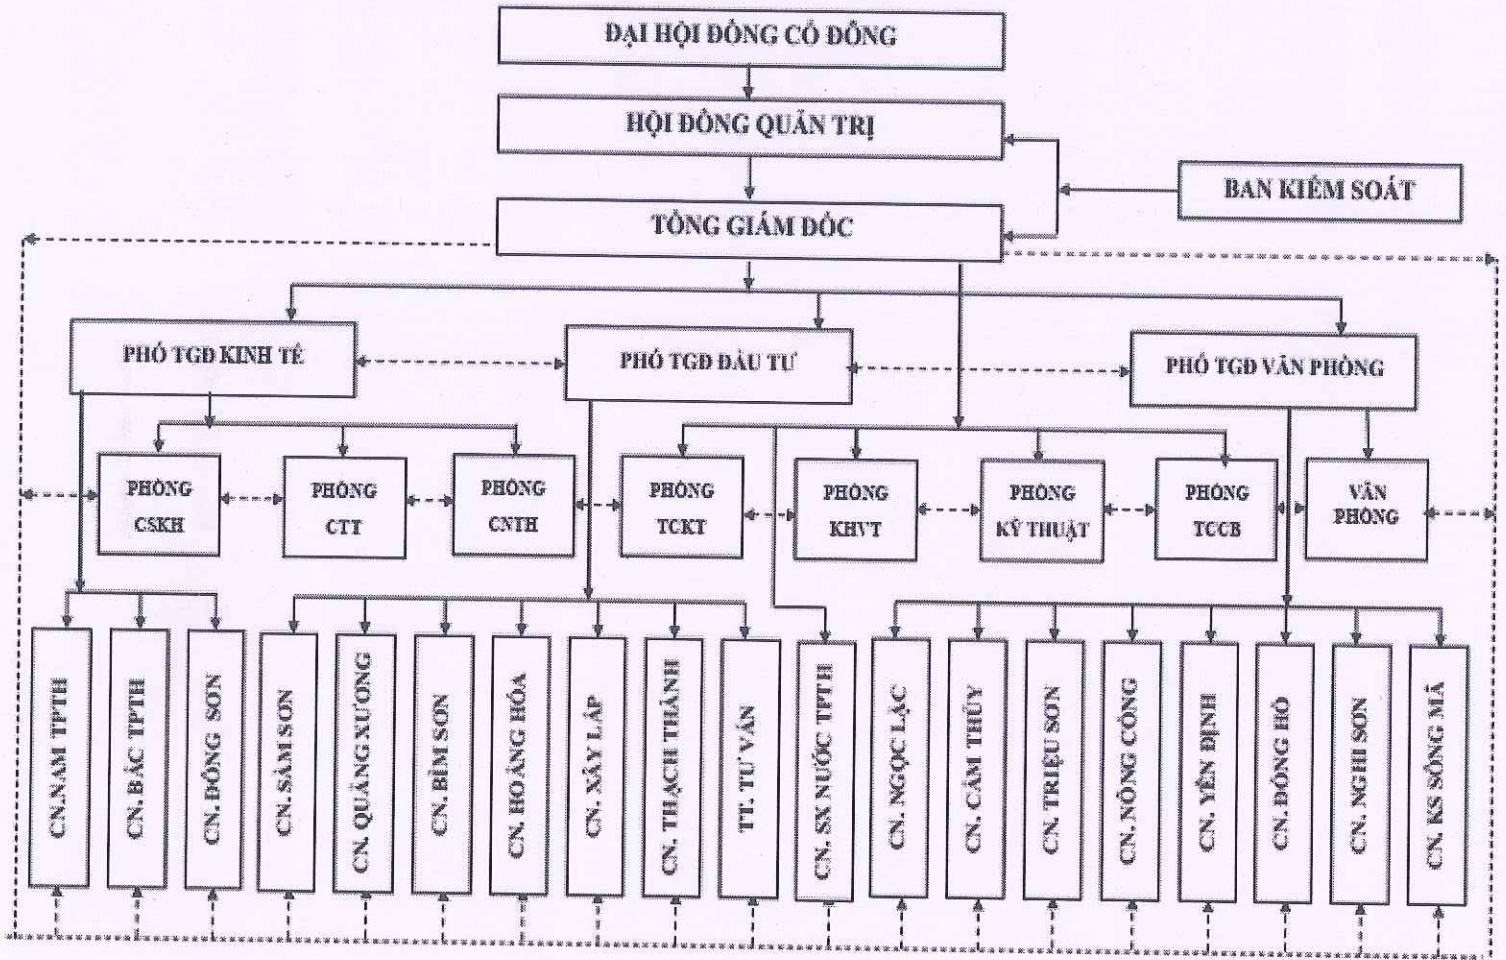 ĐẠI HỘI ĐỒNG CỔ ĐÔNG
HỘI ĐỒNG QUẢN TRỊ
BAN KIỂM SOÁT
TỔNG GIÁM ĐỐC
PHÓ TGĐ KINH TẾ
PHÓ TGĐ ĐẦU TƯ
PHÓ TGĐ VĂN PHÒNG
PHÒNG
CSKH
PHÒNG
CTT
PHÒNG
CNTH
PHÒNG
TCKT
PHÒNG
KHVT
PHÒNG
KỸ THUẬT
PHÒNG
TCCB
VĂN
PHÒNG
CN.NAM TPTH
CN. BẮC TPTH
CN. ĐÔNG SƠN
CN. SẦM SƠN
CN. QUẢNG XƯƠNG
CN. BỈM SƠN
CN. HOẰNG HÓA
CN. XÂY LẮP
CN. THẠCH THÀNH
TT. TƯ VẤN
CN. SX NƯỚC TPTH
CN. NGỌC LẶC
CN. CẨM THỦY
CN. TRIỆU SƠN
CN. NÔNG CỐNG
CN. YÊN ĐỊNH
CN. ĐÓNG HỒ
CN. NGHI SƠN
CN. KS SÔNG MÃ